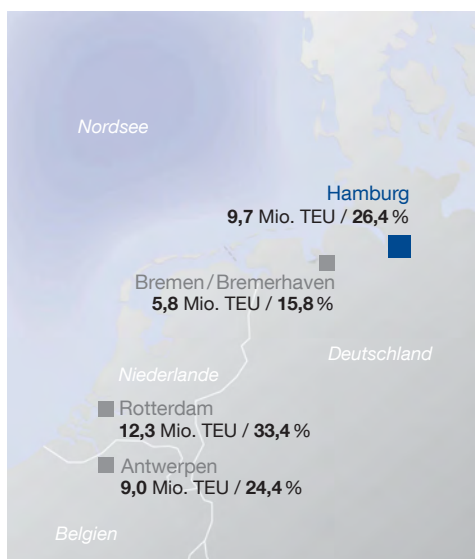 Nordsee
Hamburg
9,7 Mio. TEU / 26,4 %
Bremen / Bremerhaven
5,8 Mio. TEU / 15,8 %
Deutschland
Niederlande
Rotterdam
12,3 Mio. TEU / 33,4 %
Antwerpen
9,0 Mio. TEU / 24,4 %
Belgien